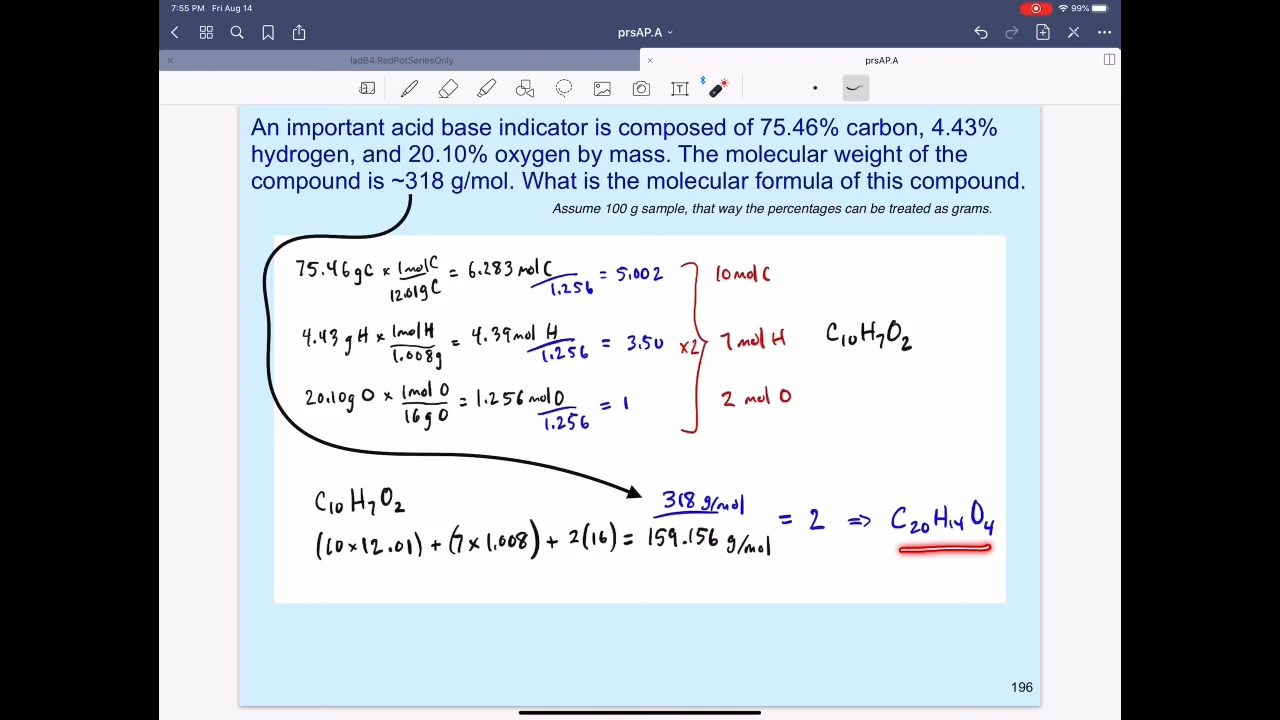 7:55 PM Fri Aug 14
99%
prsAP.A
ladB4.RedPotSeriesOnly
prsAP.A
An important acid base indicator is composed of 75.46% carbon, 4.43%
hydrogen, and 20.10% oxygen by mass. The molecular weight of the
compound is ~318 g/mol. What is the molecular formula of this compound.
Assume 100 g sample, that way the percentages can be treated as grams.
75.46 g C × 1 mol C / 12.01 g C = 6.283 mol C / 1.256 = 5.002
10 mol C
4.43 g H × 1 mol H / 1.008 g = 4.39 mol H / 1.256 = 3.50
×2
7 mol H
C₁₀H₇O₂
20.10 g O × 1 mol O / 16 g O = 1.256 mol O / 1.256 = 1
2 mol O
C₁₀H₇O₂
318 g/mol
(10 × 12.01) + (7 × 1.008) + 2(16) = 159.156 g/mol = 2 ⇒ C₂₀H₁₄O₄
196